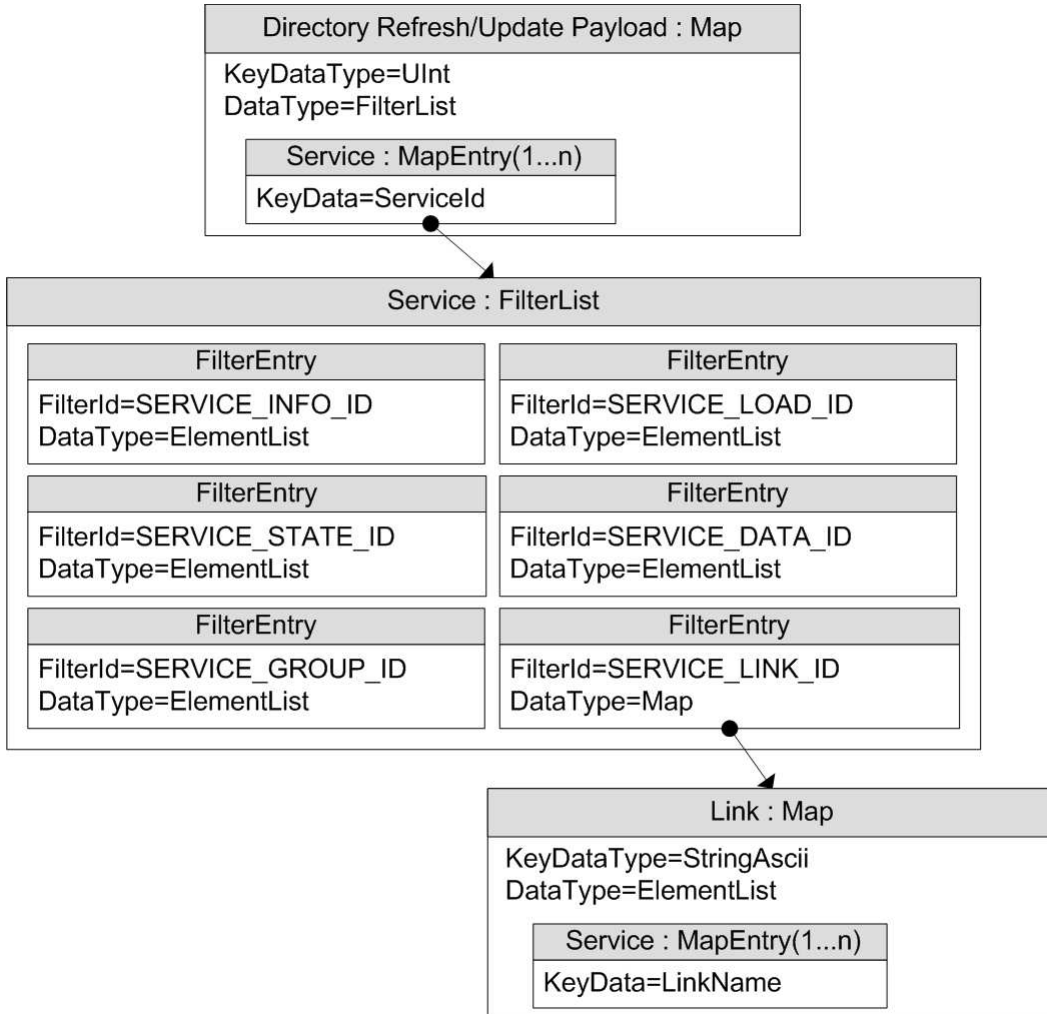 Directory Refresh/Update Payload : Map
KeyDataType=UInt
DataType=FilterList
Service : MapEntry(1...n)
KeyData=ServiceId
Service : FilterList
FilterEntry
FilterId=SERVICE_INFO_ID
DataType=ElementList
FilterEntry
FilterId=SERVICE_LOAD_ID
DataType=ElementList
FilterEntry
FilterId=SERVICE_STATE_ID
DataType=ElementList
FilterEntry
FilterId=SERVICE_DATA_ID
DataType=ElementList
FilterEntry
FilterId=SERVICE_GROUP_ID
DataType=ElementList
FilterEntry
FilterId=SERVICE_LINK_ID
DataType=Map
Link : Map
KeyDataType=StringAscii
DataType=ElementList
Service : MapEntry(1...n)
KeyData=LinkName